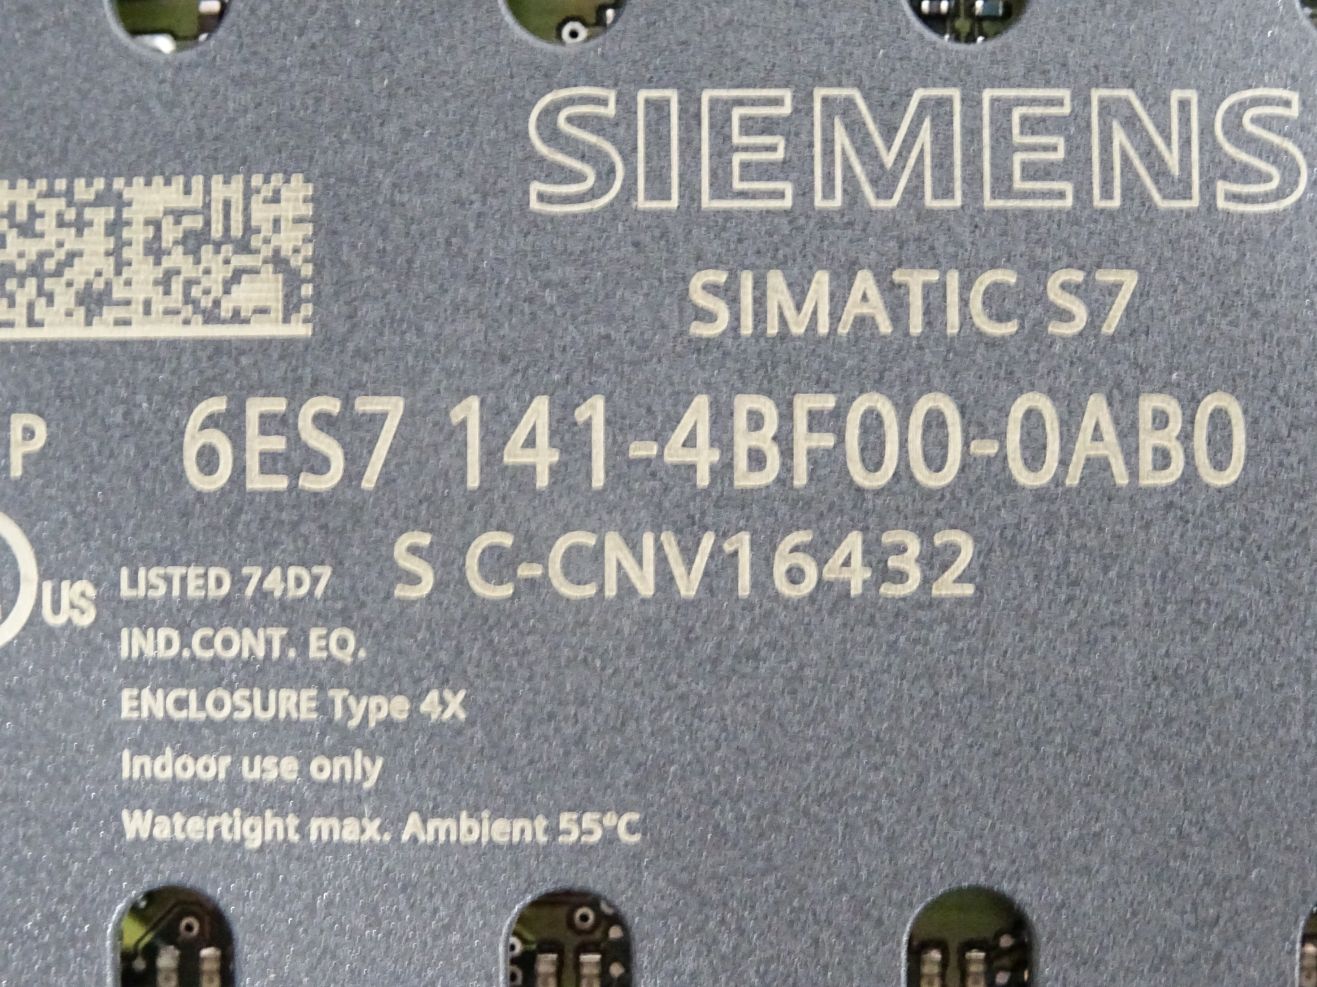 SIEMENS
SIMATIC S7
P
6ES7 141-4BF00-0AB0
S C-CNV16432
US
LISTED 74D7
IND.CONT. EQ.
ENCLOSURE Type 4X
Indoor use only
Watertight max. Ambient 55°C